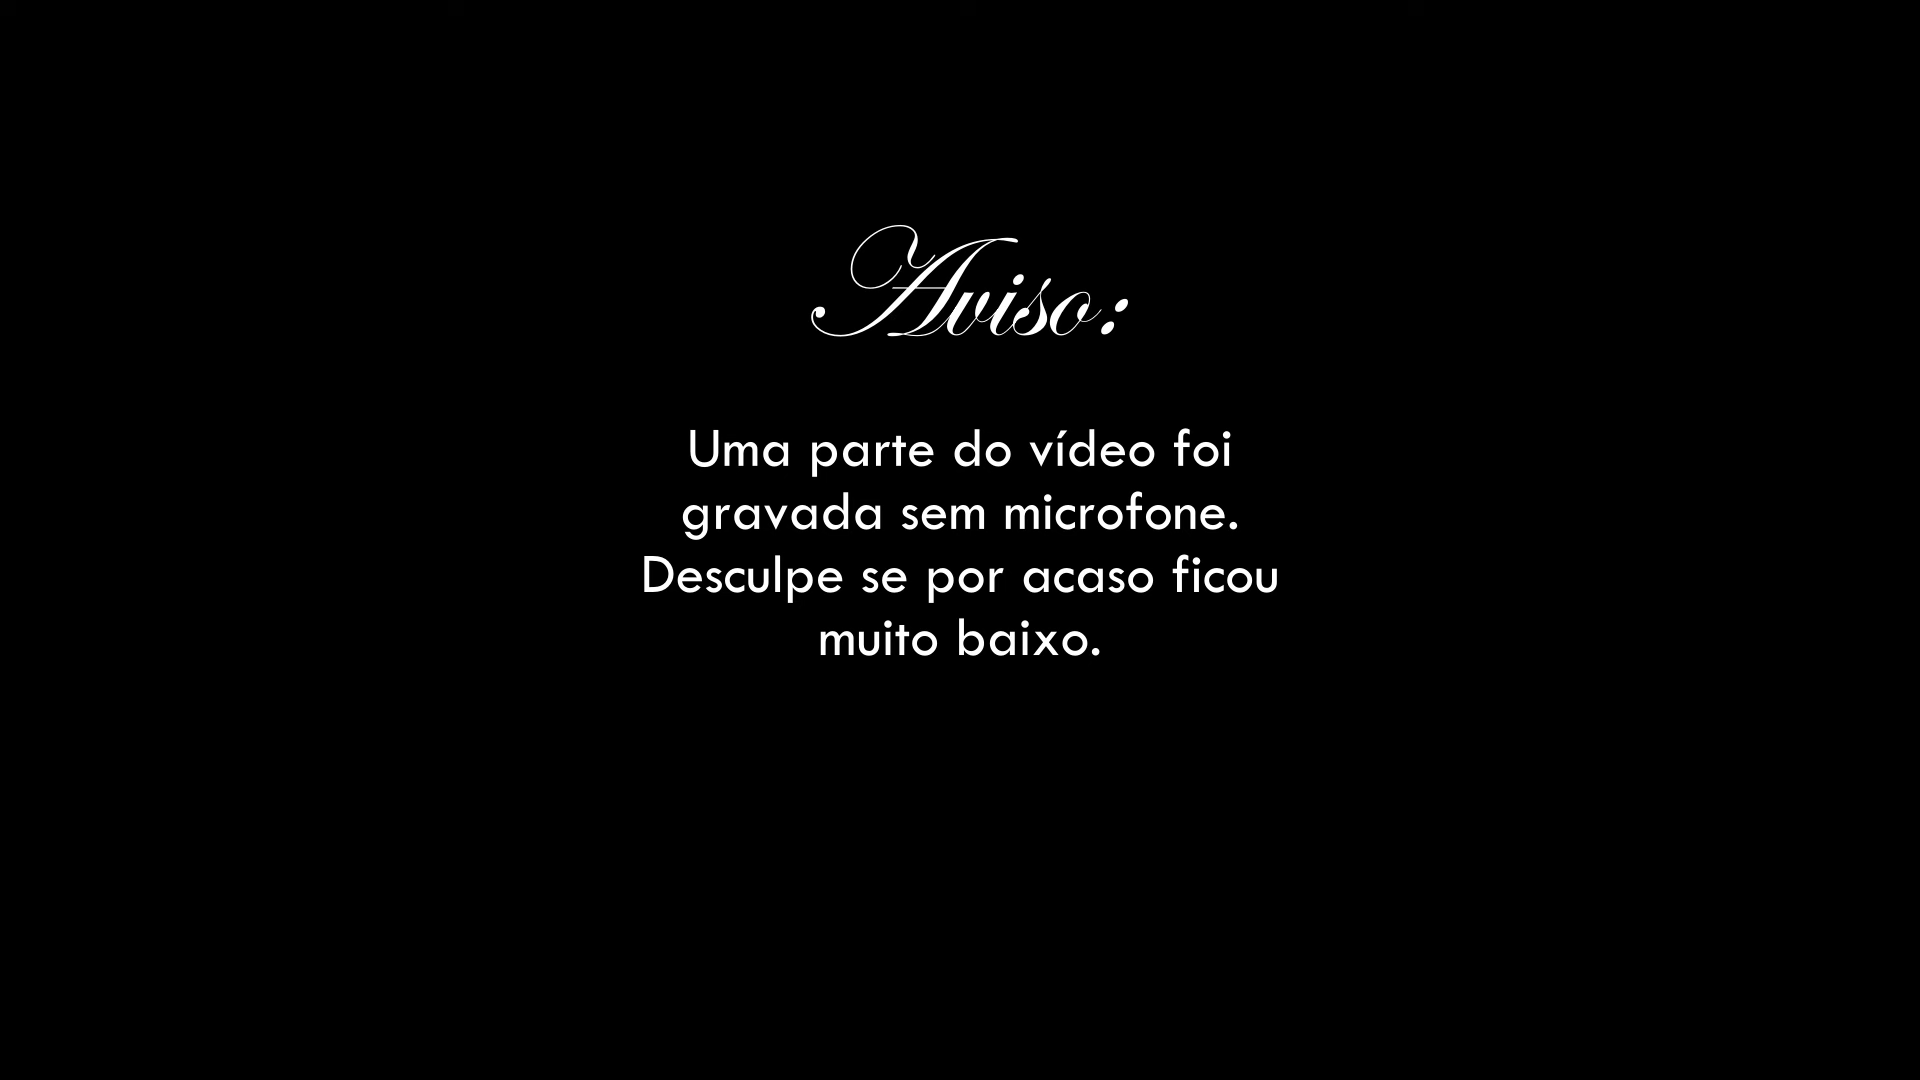 Aviso:
Uma parte do vídeo foi
gravada sem microfone.
Desculpe se por acaso ficou
muito baixo.